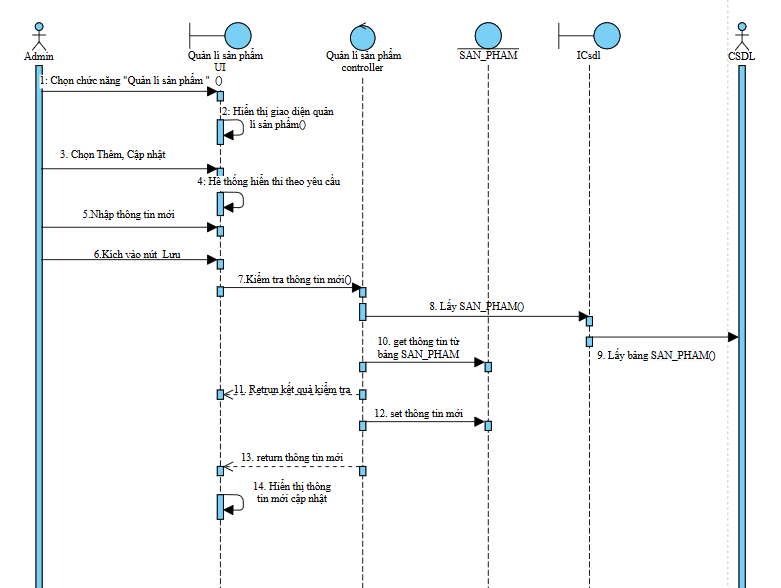 Admin
Quản lí sản phẩm
UI
Quản lí sản phẩm
controller
SAN_PHAM
ICsdl
CSDL
1: Chọn chức năng "Quản lí sản phẩm " ()
2: Hiển thị giao diện quản
lí sản phẩm()
3. Chọn Thêm, Cập nhật
4: Hê thống hiển thi theo yêu cầu
5.Nhập thông tin mới
6.Kích vào nút Lưu
7.Kiểm tra thông tin mới()
8. Lấy SAN_PHAM()
9. Lấy bảng SAN_PHAM()
10. get thông tin từ
bảng SAN_PHAM
11. Retrun kết quả kiểm tra
12. set thông tin mới
13. return thông tin mới
14. Hiển thị thông
tin mới cập nhật